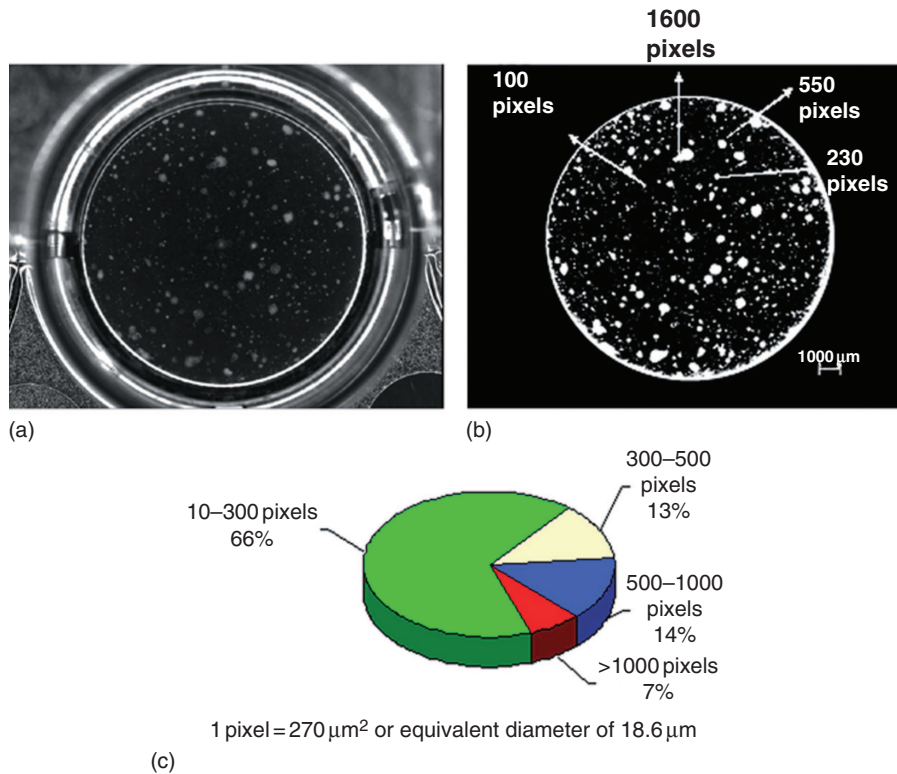 1600
pixels
100
pixels
550
pixels
230
pixels
1000 µm
(a)
(b)
10–300 pixels
66%
300–500
pixels
13%
500–1000
pixels
14%
>1000 pixels
7%
1 pixel = 270 µm² or equivalent diameter of 18.6 µm
(c)